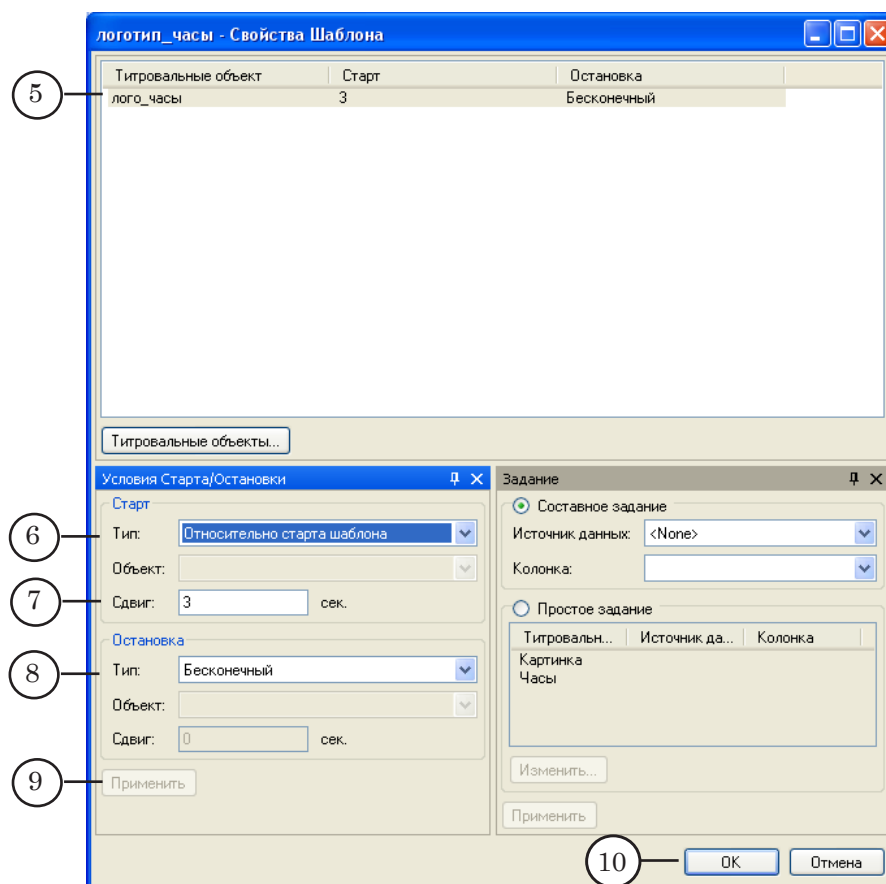 логотип_часы - Свойства Шаблона
Титровальные объект Старт Остановка
5 лого_часы 3 Бесконечный
Титровальные объекты...
Условия Старта/Остановки
Старт
6 Тип: Относительно старта шаблона
Объект:
7 Сдвиг: 3 сек.
Остановка
8 Тип: Бесконечный
Объект:
Сдвиг: 0 сек.
9 Применить
Задание
Составное задание
Источник данных: <None>
Колонка:
Простое задание
Титровальн... Источник да... Колонка
Картинка
Часы
Изменить...
Применить
10 OK Отмена